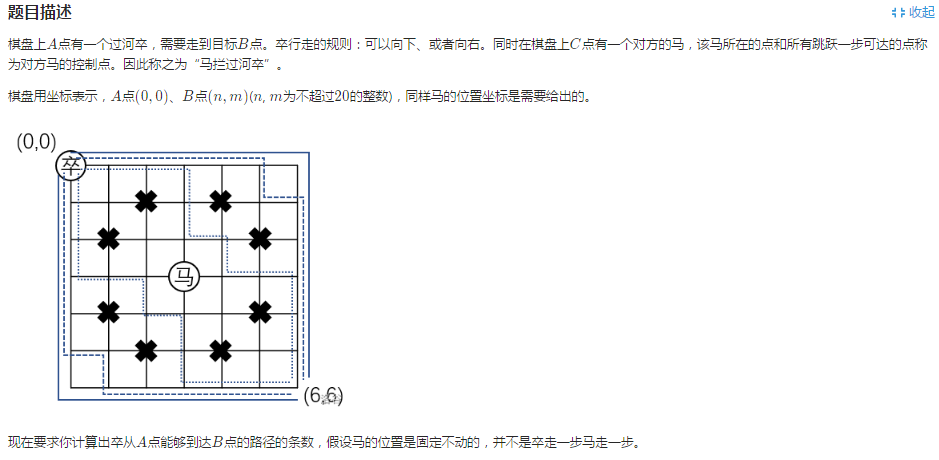 题目描述
收起
棋盘上A点有一个过河卒，需要走到目标B点。卒行走的规则：可以向下、或者向右。同时在棋盘上C点有一个对方的马，该马所在的点和所有跳跃一步可达的点称
为对方马的控制点。因此称之为“马拦过河卒”。
棋盘用坐标表示，A点(0, 0)、B点(n, m)(n, m为不超过20的整数)，同样马的位置坐标是需要给出的。
(0,0)
卒
马
(6,6)
现在要求你计算出卒从A点能够到达B点的路径的条数，假设马的位置是固定不动的，并不是卒走一步马走一步。